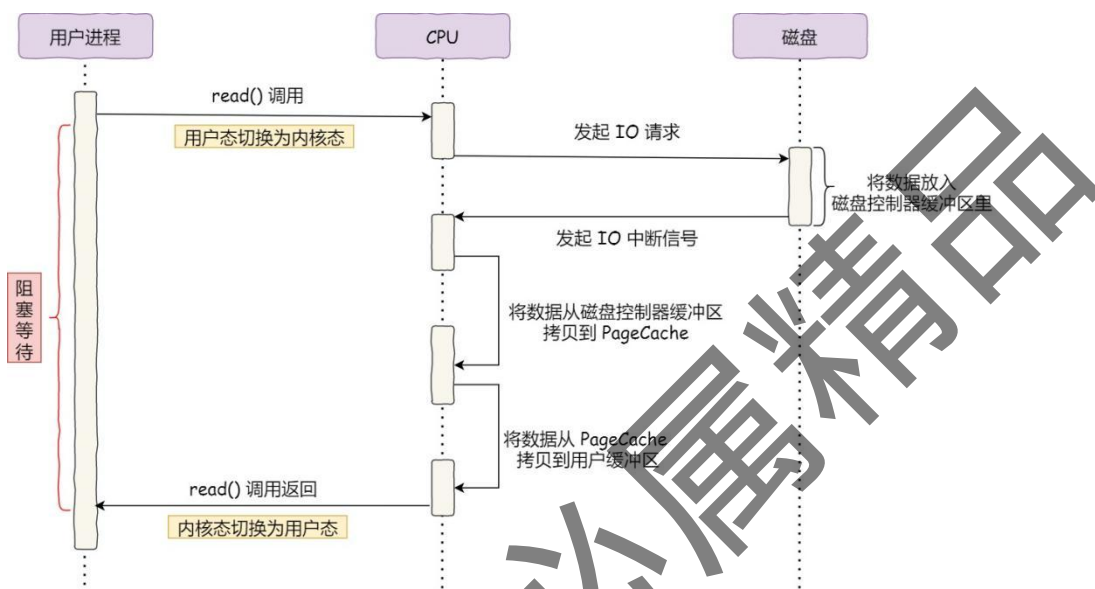 用户进程
CPU
磁盘
read() 调用
用户态切换为内核态
发起 IO 请求
将数据放入
磁盘控制器缓冲区里
发起 IO 中断信号
阻塞等待
将数据从磁盘控制器缓冲区
拷贝到 PageCache
将数据从 PageCache
拷贝到用户缓冲区
read() 调用返回
内核态切换为用户态
属精品